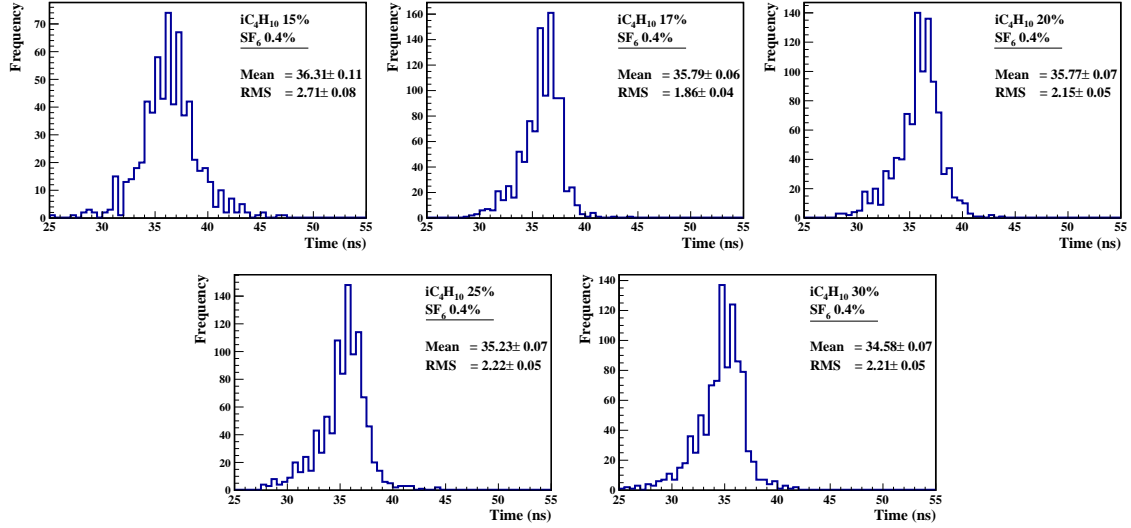 Frequency
70
60
50
40
30
20
10
0
iC4H10 15%
SF6 0.4%
Mean = 36.31± 0.11
RMS = 2.71± 0.08
25 30 35 40 45 50 55
Time (ns)
Frequency
160
140
120
100
80
60
40
20
0
iC4H10 17%
SF6 0.4%
Mean = 35.79± 0.06
RMS = 1.86± 0.04
25 30 35 40 45 50 55
Time (ns)
Frequency
140
120
100
80
60
40
20
0
iC4H10 20%
SF6 0.4%
Mean = 35.77± 0.07
RMS = 2.15± 0.05
25 30 35 40 45 50 55
Time (ns)
Frequency
140
120
100
80
60
40
20
0
iC4H10 25%
SF6 0.4%
Mean = 35.23± 0.07
RMS = 2.22± 0.05
25 30 35 40 45 50 55
Time (ns)
Frequency
140
120
100
80
60
40
20
0
iC4H10 30%
SF6 0.4%
Mean = 34.58± 0.07
RMS = 2.21± 0.05
25 30 35 40 45 50 55
Time (ns)